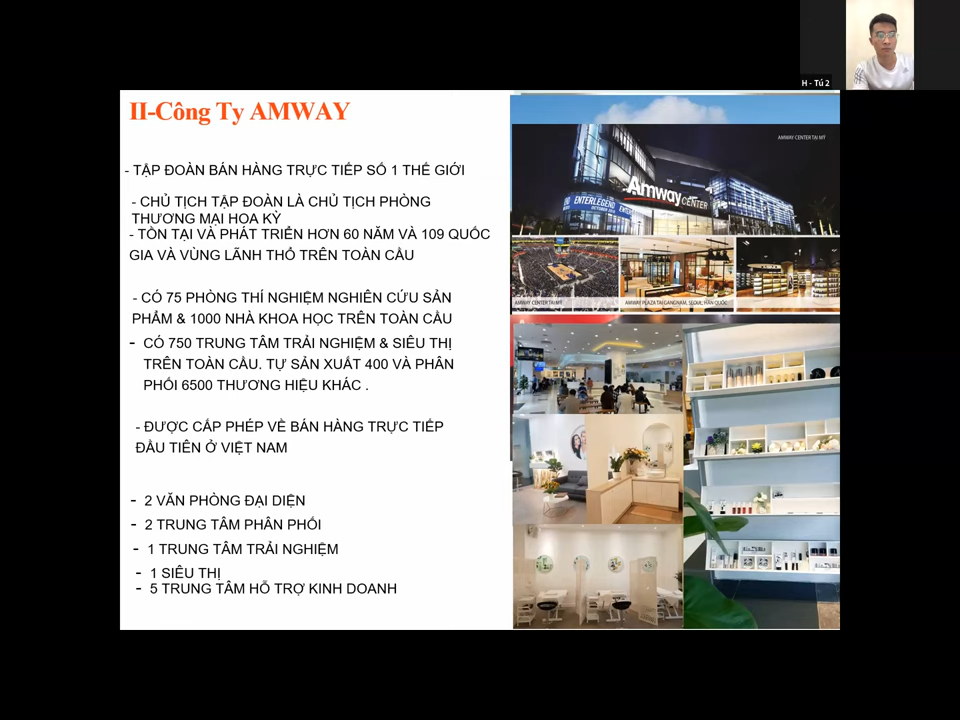 H - Tú 2
II-Công Ty AMWAY
- TẬP ĐOÀN BÁN HÀNG TRỰC TIẾP SỐ 1 THẾ GIỚI
- CHỦ TỊCH TẬP ĐOÀN LÀ CHỦ TỊCH PHÒNG
THƯƠNG MẠI HOA KỲ
- TỒN TẠI VÀ PHÁT TRIỂN HƠN 60 NĂM VÀ 109 QUỐC
GIA VÀ VÙNG LÃNH THỔ TRÊN TOÀN CẦU
- CÓ 75 PHÒNG THÍ NGHIỆM NGHIÊN CỨU SẢN
PHẨM & 1000 NHÀ KHOA HỌC TRÊN TOÀN CẦU
- CÓ 750 TRUNG TÂM TRẢI NGHIỆM & SIÊU THỊ
TRÊN TOÀN CẦU. TỰ SẢN XUẤT 400 VÀ PHÂN
PHỐI 6500 THƯƠNG HIỆU KHÁC .
- ĐƯỢC CẤP PHÉP VỀ BÁN HÀNG TRỰC TIẾP
ĐẦU TIÊN Ở VIỆT NAM
- 2 VĂN PHÒNG ĐẠI DIỆN
- 2 TRUNG TÂM PHÂN PHỐI
- 1 TRUNG TÂM TRẢI NGHIỆM
- 1 SIÊU THỊ
- 5 TRUNG TÂM HỖ TRỢ KINH DOANH
AMWAY CENTER TẠI MỸ
Amway CENTER
ENTERLEGEND
AMWAY CENTER TẠI MỸ
AMWAY PLAZA TẠI GANGNAM, SEOUL, HÀN QUỐC